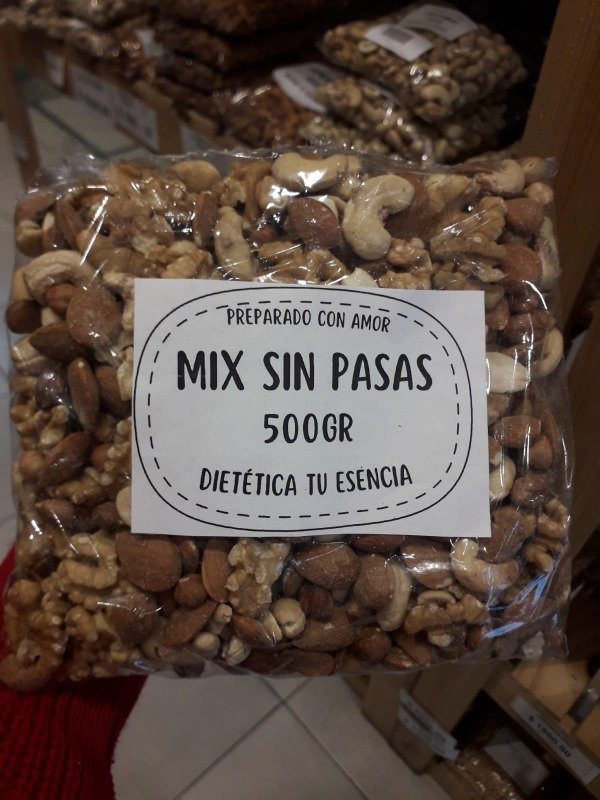 PREPARADO CON AMOR
MIX SIN PASAS
500GR
DIETÉTICA TU ESENCIA